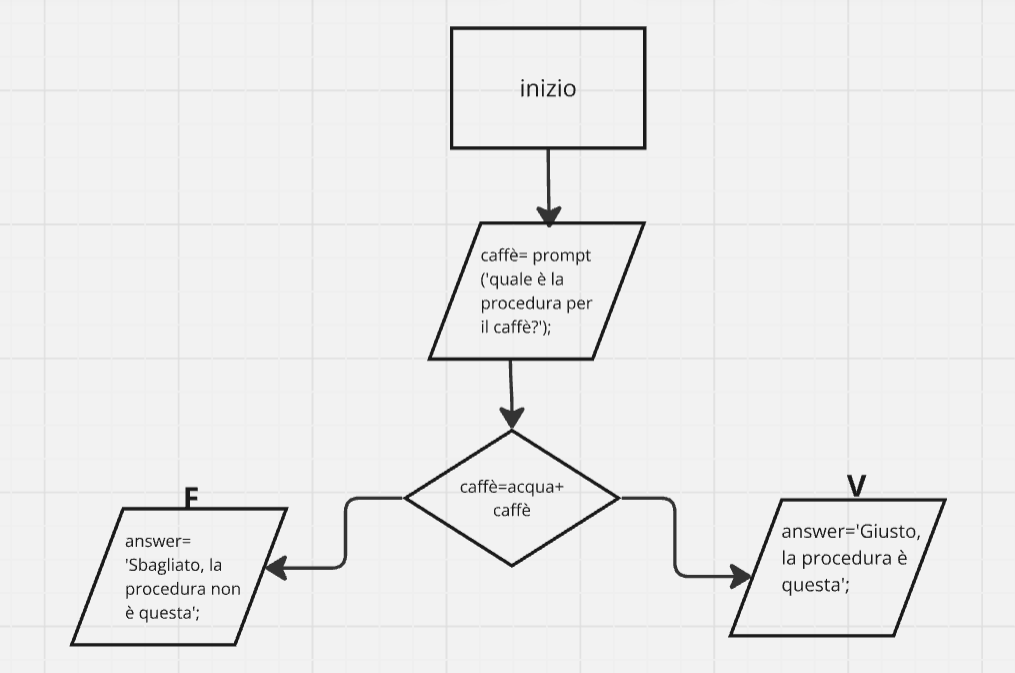 inizio
caffè= prompt
('quale è la
procedura per
il caffè?');
caffè=acqua+
caffè
F
answer=
'Sbagliato, la
procedura non
è questa';
V
answer='Giusto,
la procedura è
questa';